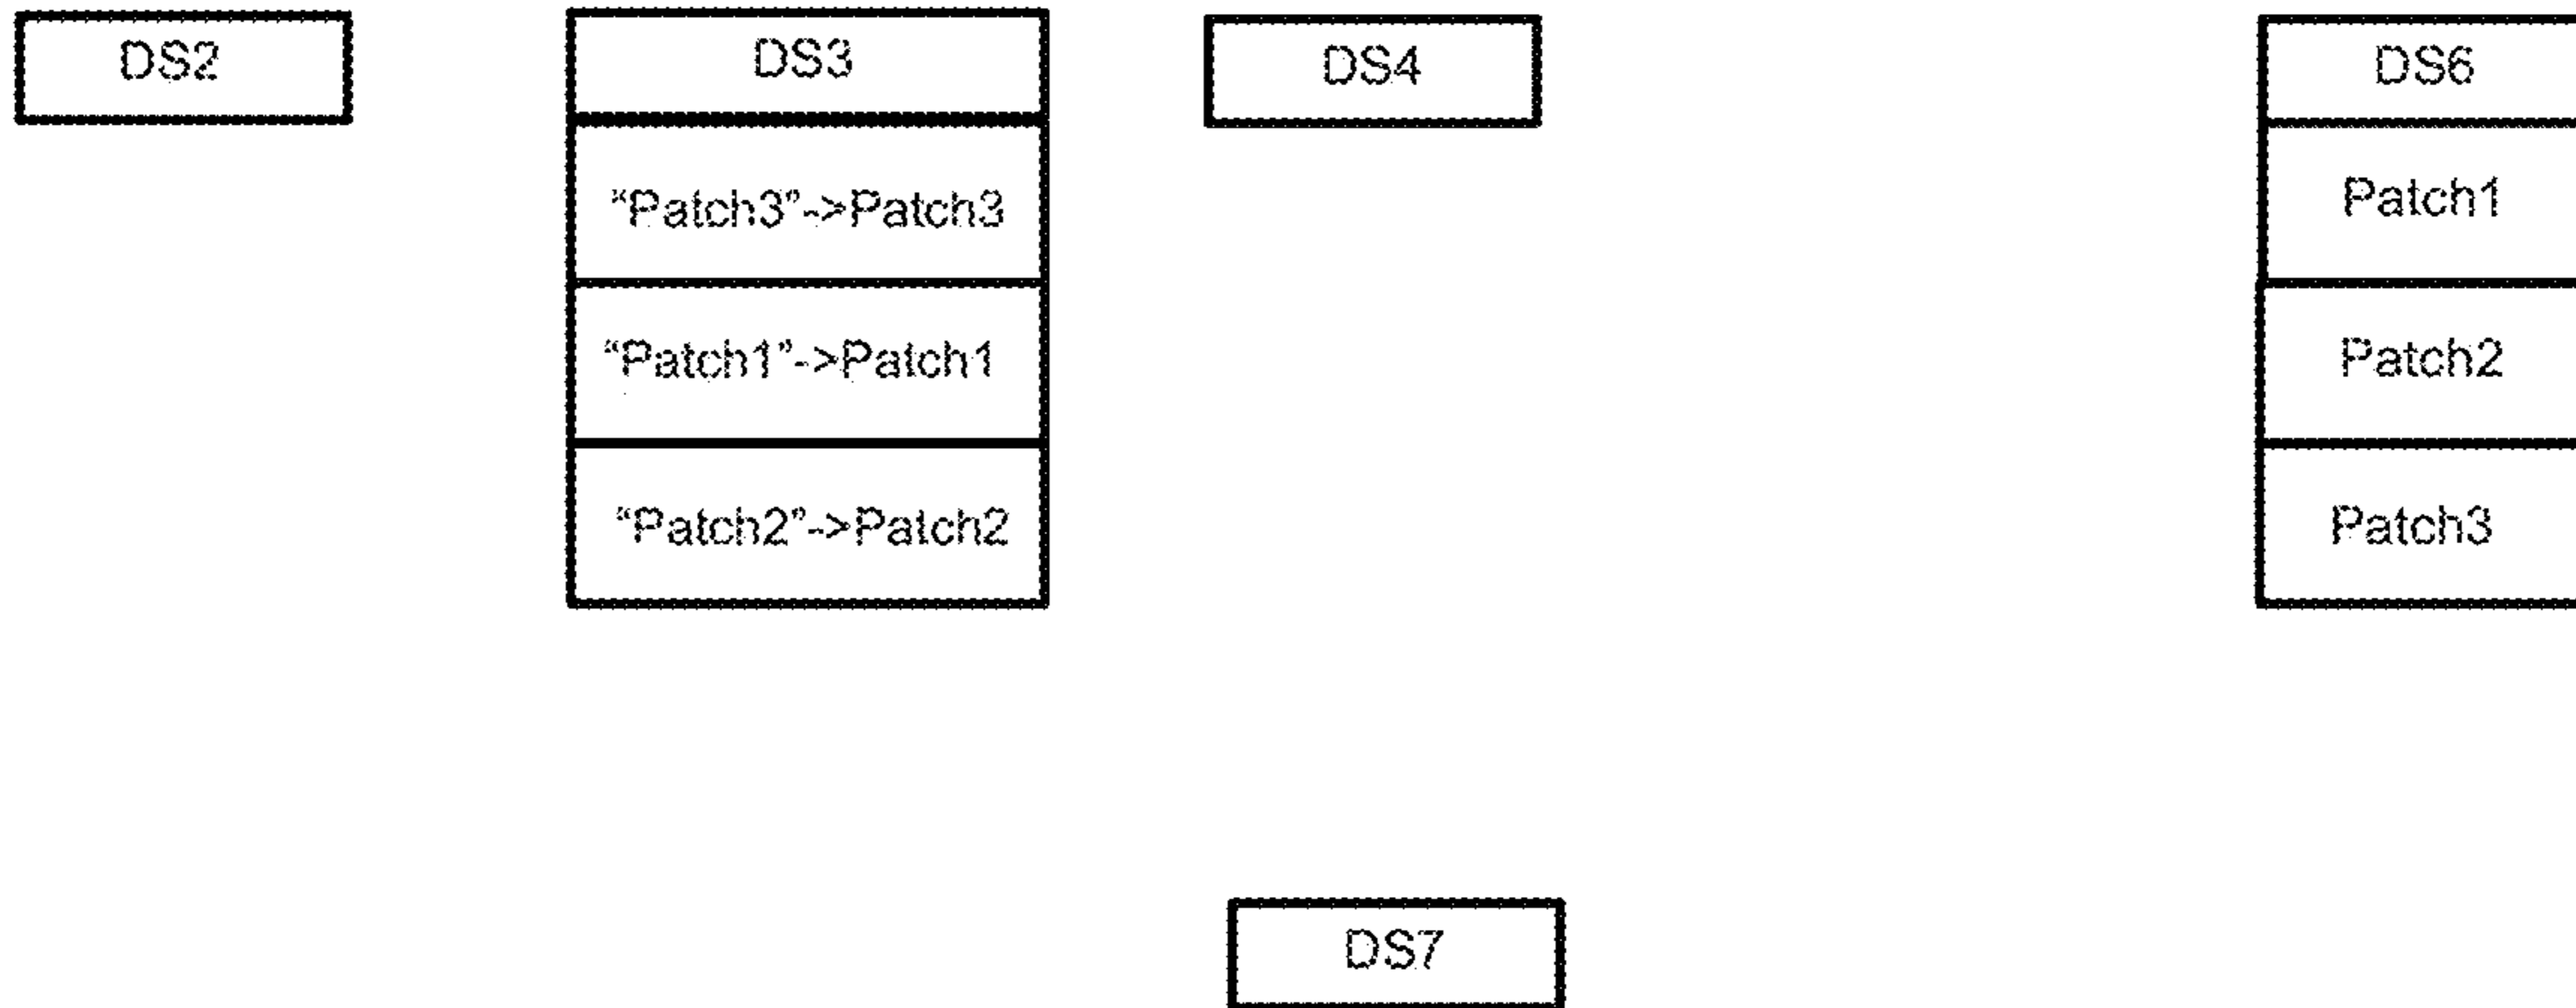 DS2
DS3
"Patch3"->Patch3
"Patch1"->Patch1
"Patch2"->Patch2
DS4
DS6
Patch1
Patch2
Patch3
DS7